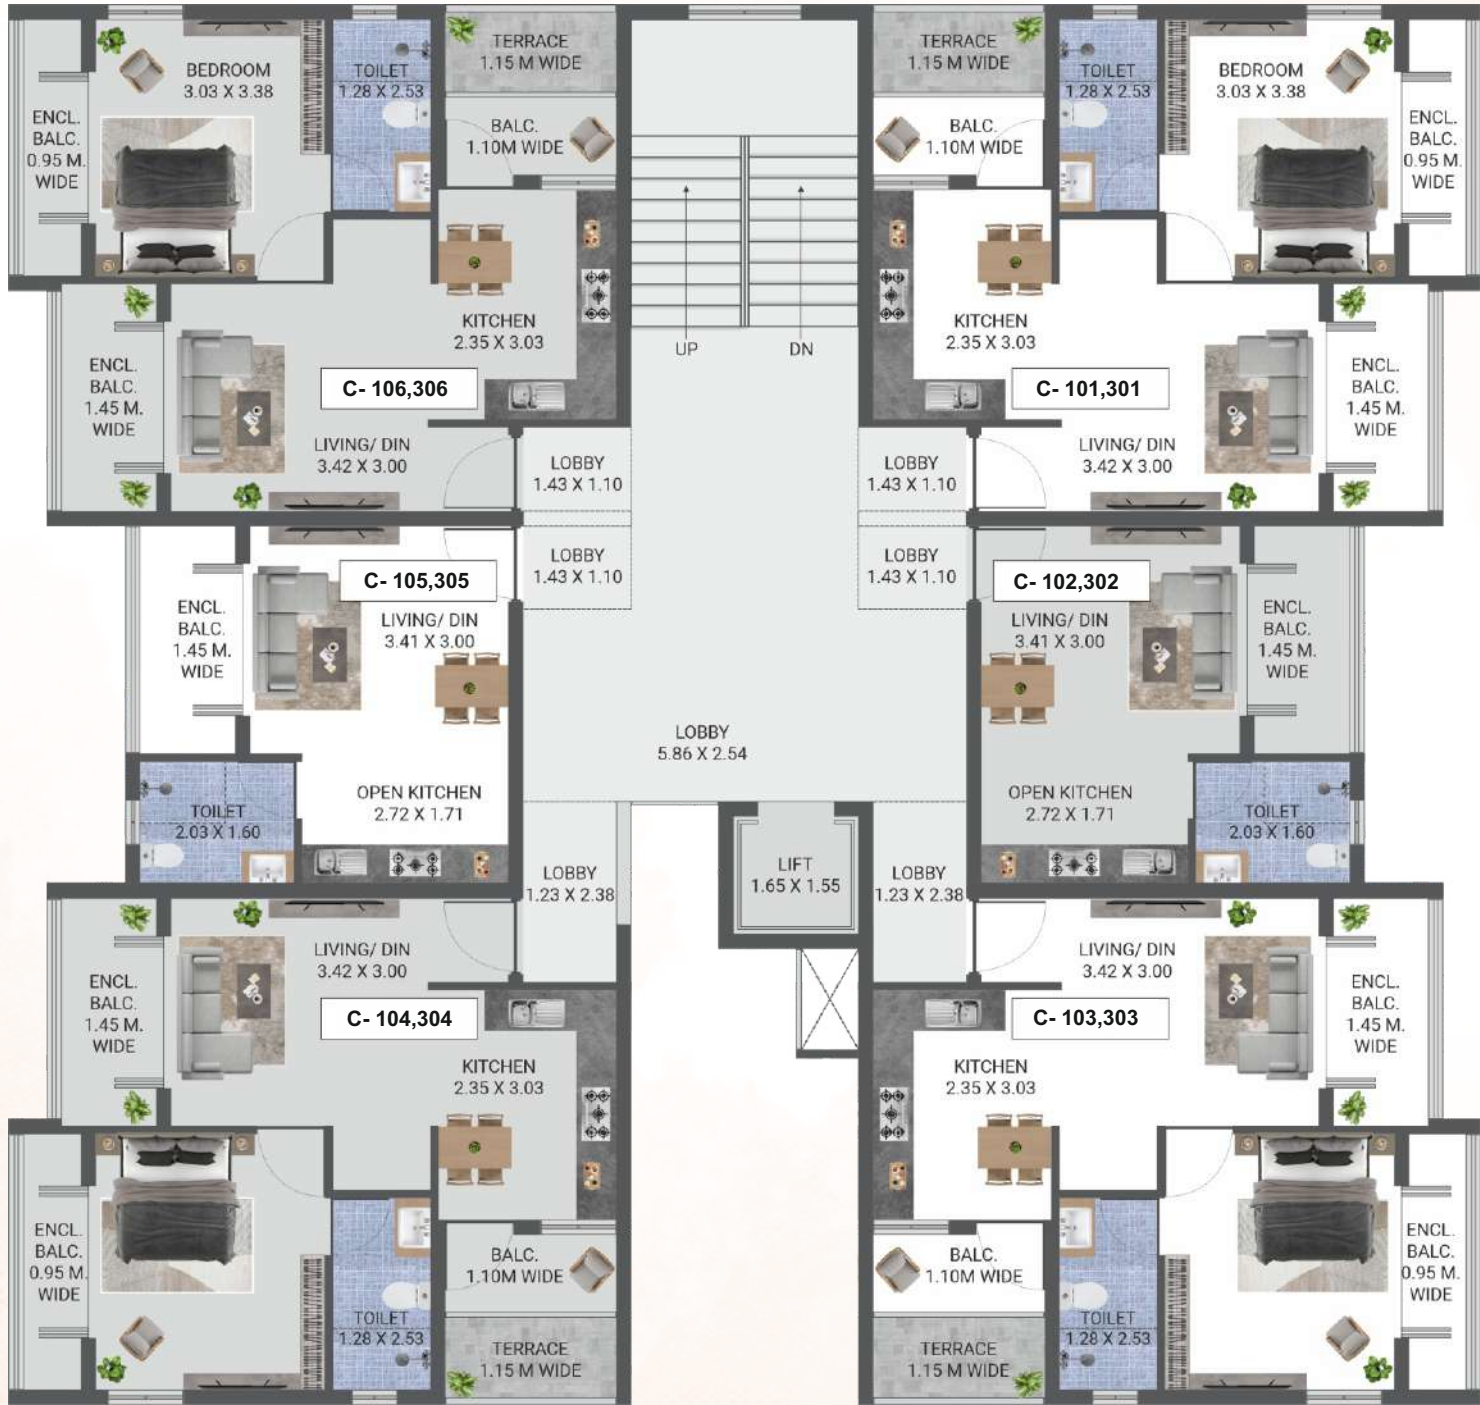 BEDROOM
3.03 X 3.38
TOILET
1.28 X 2.53
TERRACE
1.15 M WIDE
BALC.
1.10M WIDE
ENCL.
BALC.
0.95 M.
WIDE
KITCHEN
2.35 X 3.03
ENCL.
BALC.
1.45 M.
WIDE
C- 106,306
LIVING/ DIN
3.42 X 3.00
LOBBY
1.43 X 1.10
UP
DN
TERRACE
1.15 M WIDE
TOILET
1.28 X 2.53
BEDROOM
3.03 X 3.38
BALC.
1.10M WIDE
ENCL.
BALC.
0.95 M.
WIDE
KITCHEN
2.35 X 3.03
C- 101,301
ENCL.
BALC.
1.45 M.
WIDE
LOBBY
1.43 X 1.10
LIVING/ DIN
3.42 X 3.00
C- 105,305
LOBBY
1.43 X 1.10
ENCL.
BALC.
1.45 M.
WIDE
LIVING/ DIN
3.41 X 3.00
OPEN KITCHEN
2.72 X 1.71
TOILET
2.03 X 1.60
LOBBY
5.86 X 2.54
LOBBY
1.43 X 1.10
C- 102,302
LIVING/ DIN
3.41 X 3.00
ENCL.
BALC.
1.45 M.
WIDE
OPEN KITCHEN
2.72 X 1.71
TOILET
2.03 X 1.60
LOBBY
1.23 X 2.38
LIFT
1.65 X 1.55
LOBBY
1.23 X 2.38
LIVING/ DIN
3.42 X 3.00
ENCL.
BALC.
1.45 M.
WIDE
C- 104,304
KITCHEN
2.35 X 3.03
ENCL.
BALC.
0.95 M.
WIDE
BALC.
1.10M WIDE
TOILET
1.28 X 2.53
TERRACE
1.15 M WIDE
LIVING/ DIN
3.42 X 3.00
ENCL.
BALC.
1.45 M.
WIDE
C- 103,303
KITCHEN
2.35 X 3.03
BALC.
1.10M WIDE
ENCL.
BALC.
0.95 M.
WIDE
TOILET
1.28 X 2.53
TERRACE
1.15 M WIDE